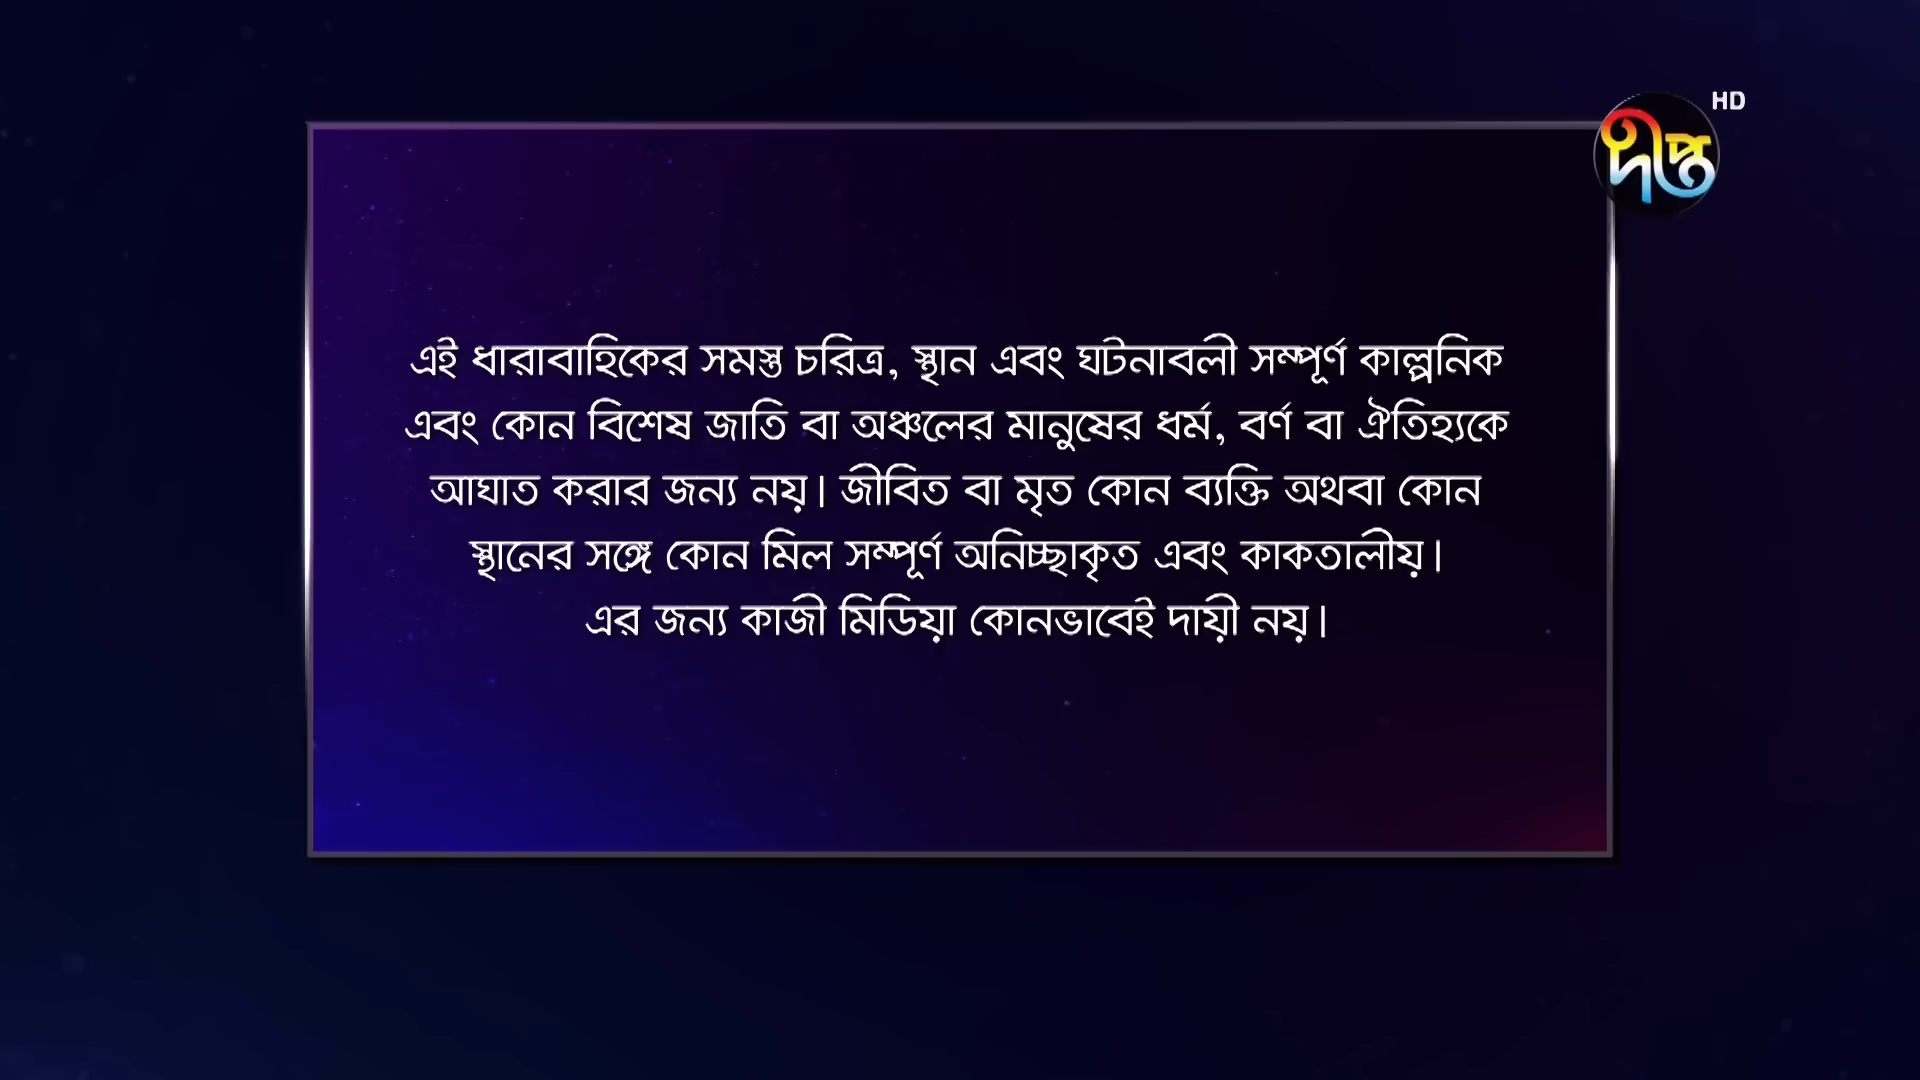 HD
দীপ্ত
এই ধারাবাহিকের সমস্ত চরিত্র, স্থান এবং ঘটনাবলী সম্পূর্ণ কাল্পনিক
এবং কোন বিশেষ জাতি বা অঞ্চলের মানুষের ধর্ম, বর্ণ বা ঐতিহ্যকে
আঘাত করার জন্য নয়। জীবিত বা মৃত কোন ব্যক্তি অথবা কোন
স্থানের সঙ্গে কোন মিল সম্পূর্ণ অনিচ্ছাকৃত এবং কাকতালীয়।
এর জন্য কাজী মিডিয়া কোনভাবেই দায়ী নয়।